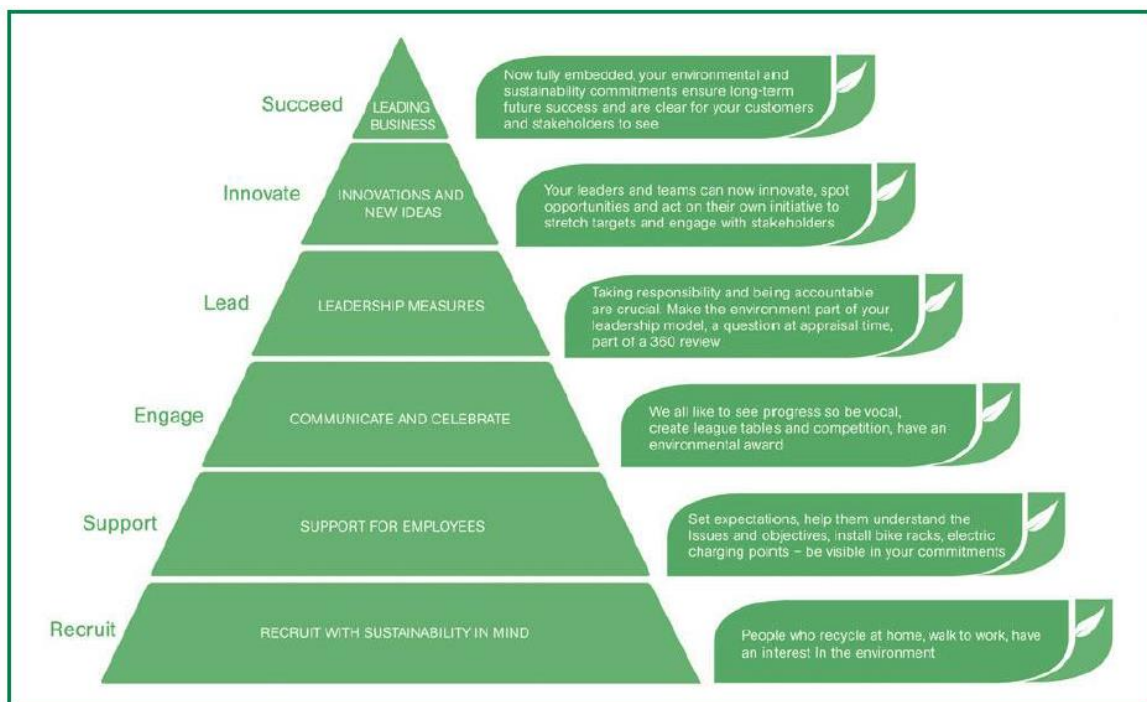 Succeed
LEADING
BUSINESS
Now fully embedded, your environmental and
sustainability commitments ensure long-term
future success and are clear for your customers
and stakeholders to see
Innovate
INNOVATIONS AND
NEW IDEAS
Your leaders and teams can now innovate, spot
opportunities and act on their own initiative to
stretch targets and engage with stakeholders
Lead
LEADERSHIP MEASURES
Taking responsibility and being accountable
are crucial. Make the environment part of your
leadership model, a question at appraisal time,
part of a 360 review
Engage
COMMUNICATE AND CELEBRATE
We all like to see progress so be vocal,
create league tables and competition, have an
environmental award
Support
SUPPORT FOR EMPLOYEES
Set expectations, help them understand the
Issues and objectives, install bike racks, electric
charging points – be visible in your commitments
Recruit
RECRUIT WITH SUSTAINABILITY IN MIND
People who recycle at home, walk to work, have
an interest In the environment